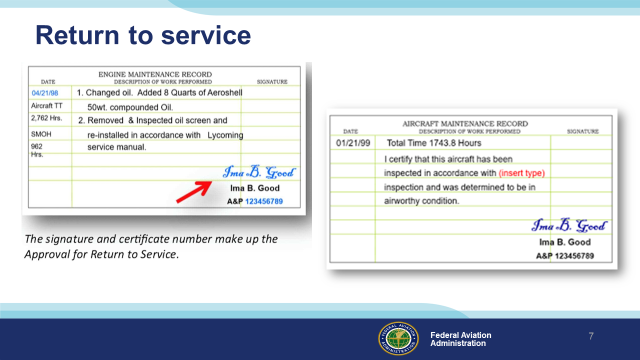 Return to service
ENGINE MAINTENANCE RECORD
DATE DESCRIPTION OF WORK PERFORMED SIGNATURE
04/21/98 1. Changed oil. Added 8 Quarts of Aeroshell
Aircraft TT 50wt. compounded Oil.
2,762 Hrs. 2. Removed & Inspected oil screen and
SMOH re-installed in accordance with Lycoming
962 service manual.
Hrs.
Ima B. Good
Ima B. Good
A&P 123456789
The signature and certificate number make up the
Approval for Return to Service.
AIRCRAFT MAINTENANCE RECORD
DATE DESCRIPTION OF WORK PERFORMED SIGNATURE
01/21/99 Total Time 1743.8 Hours
I certify that this aircraft has been
inspected in accordance with (insert type)
inspection and was determined to be in
airworthy condition.
Ima B. Good
Ima B. Good
A&P 123456789
FEDERAL AVIATION
ADMINISTRATION
Federal Aviation
Administration
7